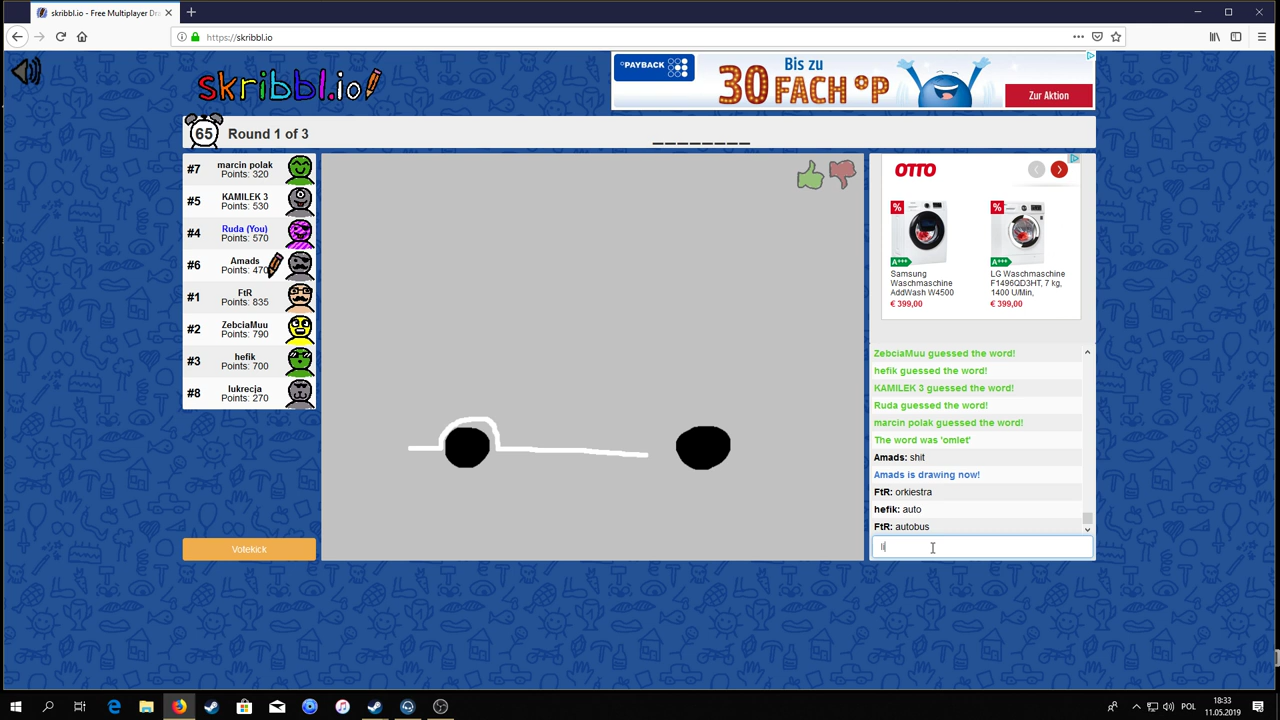 skribbl.io - Free Multiplayer Dra
https://skribbl.io
skribbl.io
°PAYBACK
Bis zu
30 FACH °P
Zur Aktion
65
Round 1 of 3
________
#7
marcin polak
Points: 320
#5
KAMILEK 3
Points: 530
#4
Ruda (You)
Points: 570
#6
Amads
Points: 470
#1
FtR
Points: 835
#2
ZebciaMuu
Points: 790
#3
hefik
Points: 700
#8
lukrecja
Points: 270
Votekick
OTTO
%
A+++
Samsung
Waschmaschine
AddWash W4500
€ 399,00
%
A+++
LG Waschmaschine
F1496QD3HT, 7 kg,
1400 U/Min,
€ 399,00
ZebciaMuu guessed the word!
hefik guessed the word!
KAMILEK 3 guessed the word!
Ruda guessed the word!
marcin polak guessed the word!
The word was 'omlet'
Amads: shit
Amads is drawing now!
FtR: orkiestra
hefik: auto
FtR: autobus
li
POL
18:33
11.05.2019